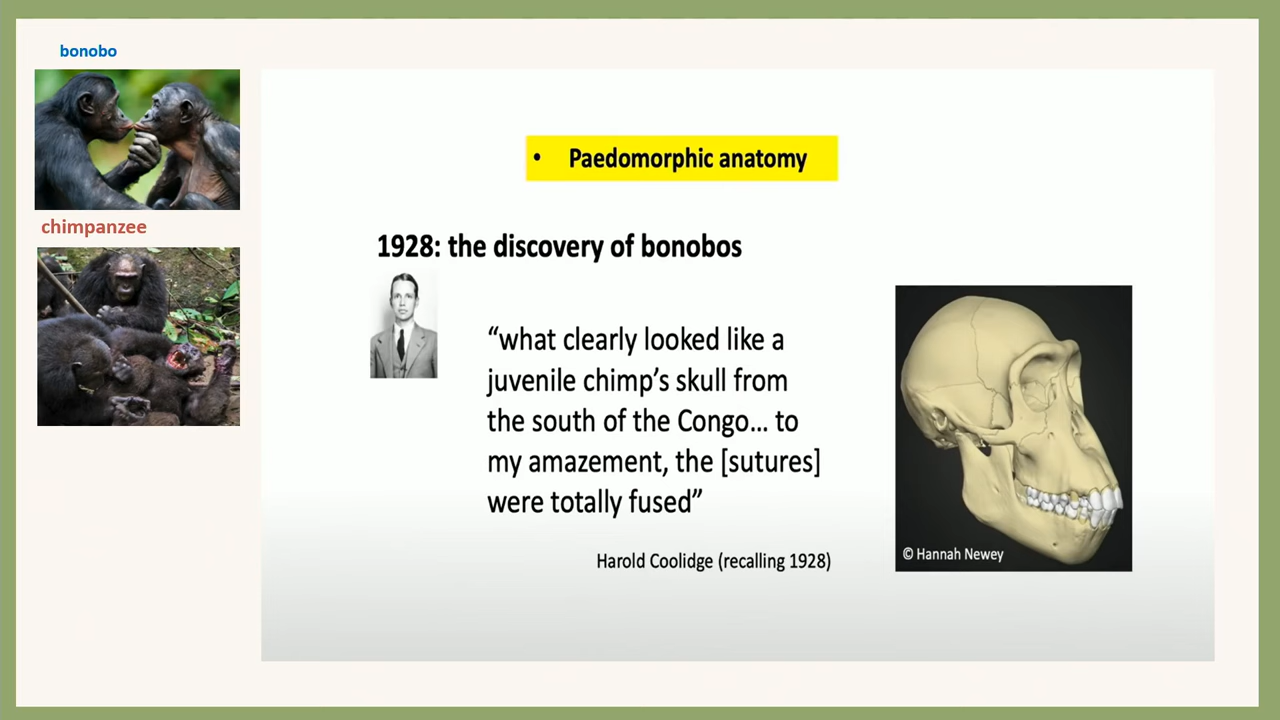 bonobo
chimpanzee
• Paedomorphic anatomy
1928: the discovery of bonobos
“what clearly looked like a
juvenile chimp’s skull from
the south of the Congo... to
my amazement, the [sutures]
were totally fused”
Harold Coolidge (recalling 1928)
© Hannah Newey